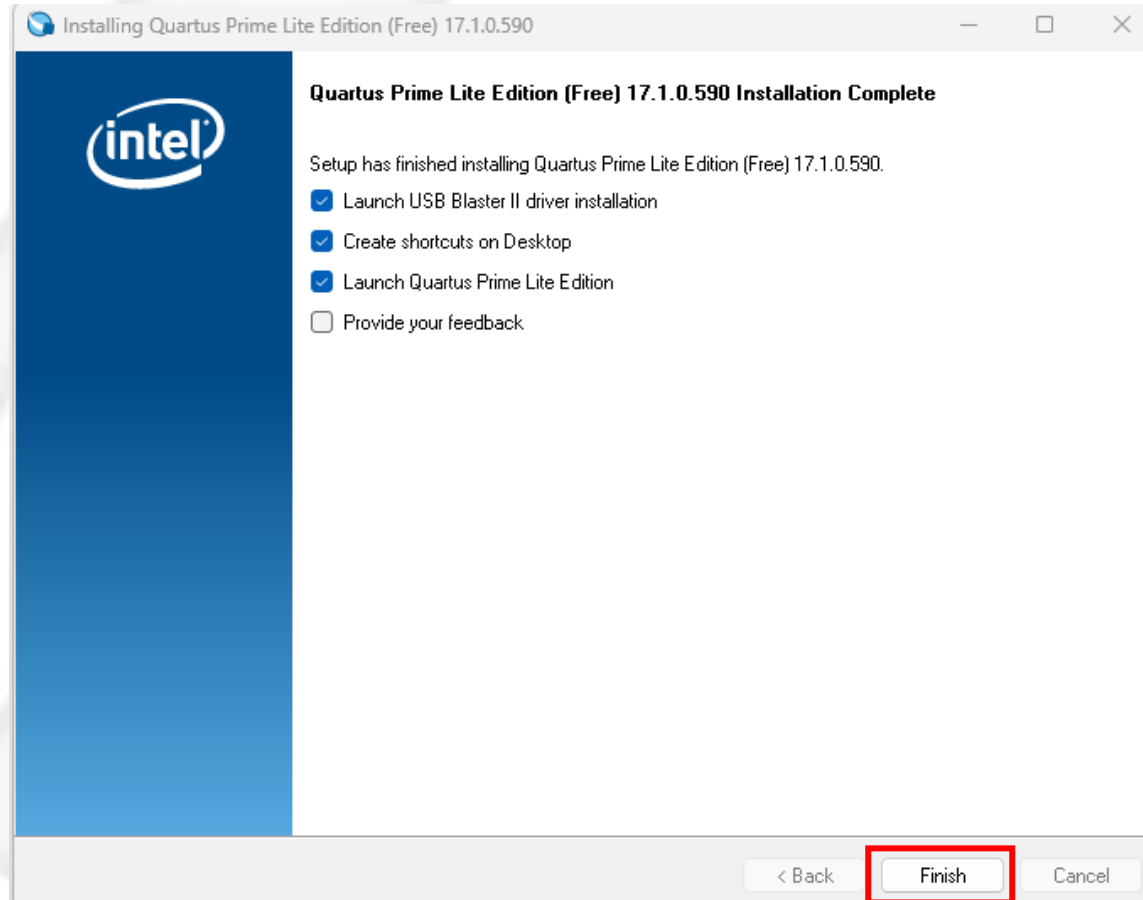 Installing Quartus Prime Lite Edition (Free) 17.1.0.590
intel
Quartus Prime Lite Edition (Free) 17.1.0.590 Installation Complete
Setup has finished installing Quartus Prime Lite Edition (Free) 17.1.0.590.
Launch USB Blaster II driver installation
Create shortcuts on Desktop
Launch Quartus Prime Lite Edition
Provide your feedback
< Back Finish Cancel